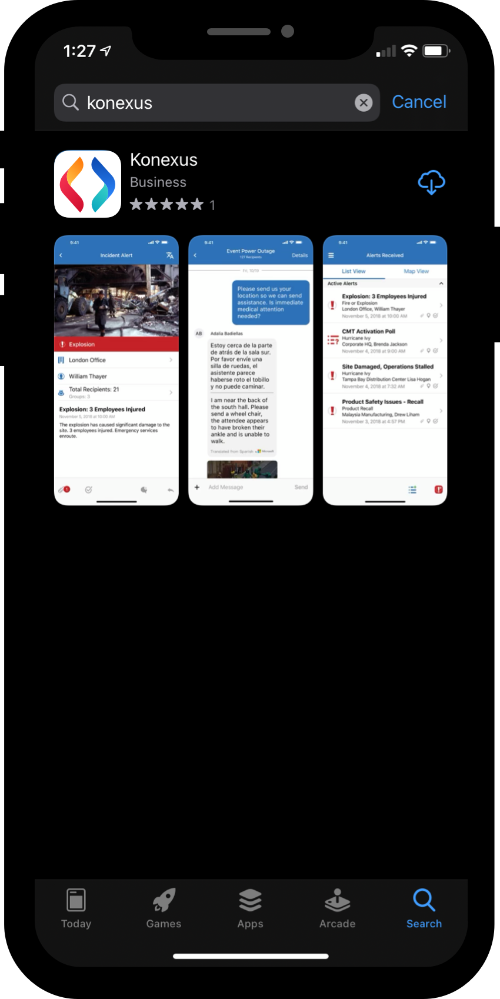 1:27
konexus
Cancel
Konexus
Business
1
9:41
Incident Alert
Explosion
London Office
William Thayer
Total Recipients: 21
Groups: 3
Explosion: 3 Employees Injured
November 5, 2018 at 10:00 AM
The explosion has caused significant damage to the
site. 3 employees injured. Emergency services
enroute.
1
9:41
Event Power Outage
127 Recipients
Details
Fri, 10/19
Please send us your
location so we can send
assistance. Is immediate
medical attention
needed?
AB
Adalia Badiellas
Estoy cerca de la parte
de atrás de la sala sur.
Por favor envíe una
silla de ruedas, el
asistente parece
haberse roto el tobillo
y no puede caminar.
I am near the back of
the south hall. Please
send a wheel chair,
the attendee appears
to have broken their
ankle and is unable to
walk.
Translated from Spanish
Microsoft
Add Message
Send
9:41
Alerts Received
List View
Map View
Active Alerts
Explosion: 3 Employees Injured
Fire or Explosion
London Office, William Thayer
November 5, 2018 at 10:00 AM
CMT Activation Poll
Hurricane Ivy
Corporate HQ, Brenda Jackson
November 4, 2018 at 9:00 AM
Site Damaged, Operations Stalled
Hurricane Ivy
Tampa Bay Distribution Center Lisa Hogan
November 4, 2018 at 7:32 AM
Product Safety Issues - Recall
Product Recall
Malaysia Manufacturing, Drew Liham
November 3, 2018 at 4:57 PM
Today
Games
Apps
Arcade
Search